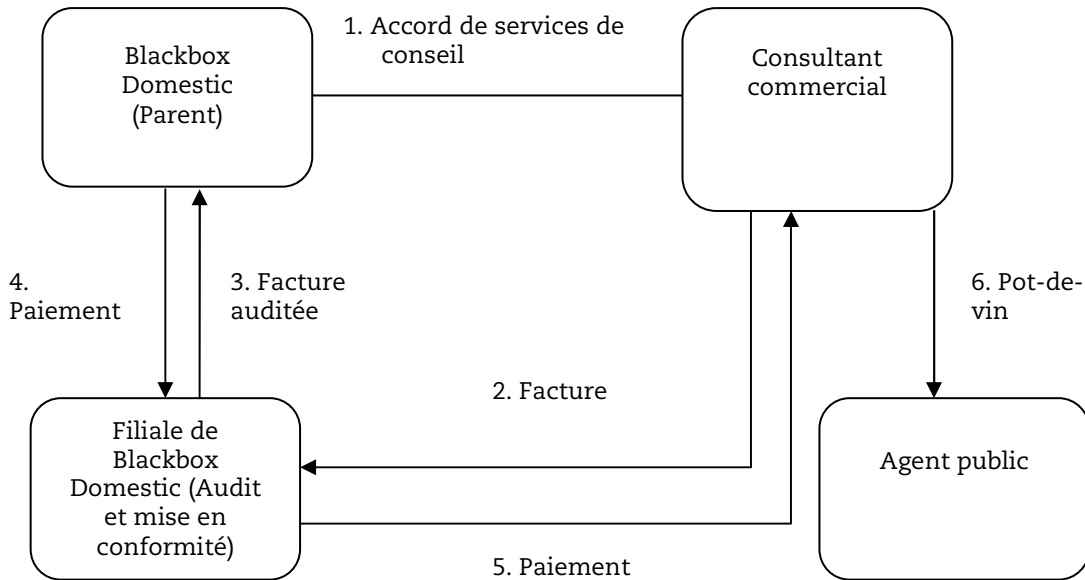 Blackbox
Domestic
(Parent)
1. Accord de services de
conseil
Consultant
commercial
4.
Paiement
3. Facture
auditée
6. Pot-de-
vin
2. Facture
Filiale de
Blackbox
Domestic (Audit
et mise en
conformité)
Agent public
5. Paiement